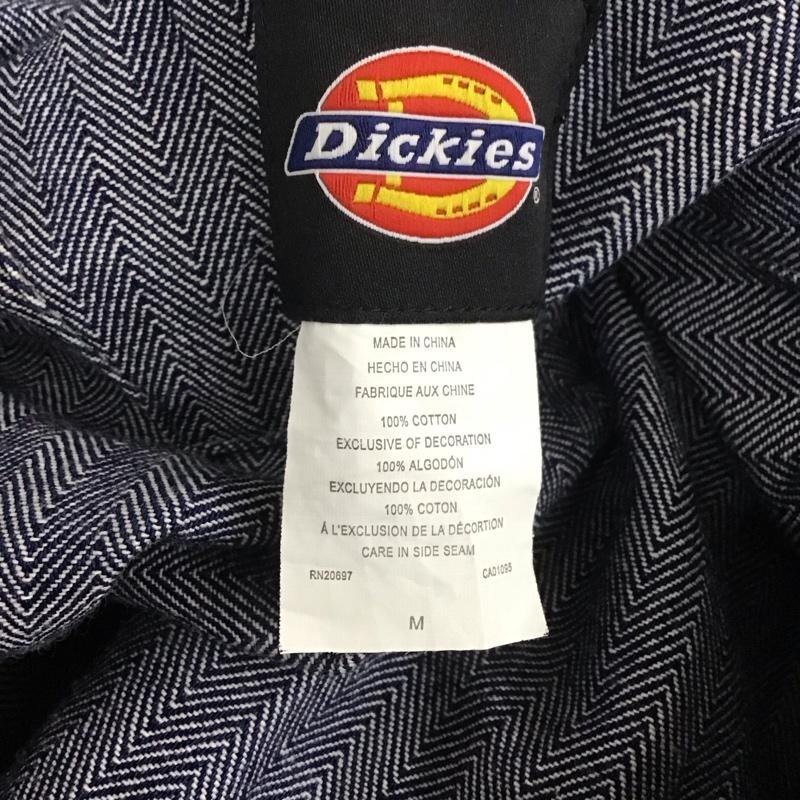 Dickies
®
MADE IN CHINA
HECHO EN CHINA
FABRIQUE AUX CHINE
100% COTTON
EXCLUSIVE OF DECORATION
100% ALGODÓN
EXCLUYENDO LA DECORACIÓN
100% COTON
Á L'EXCLUSION DE LA DÉCORTION
CARE IN SIDE SEAM
RN20697 CA01095
M